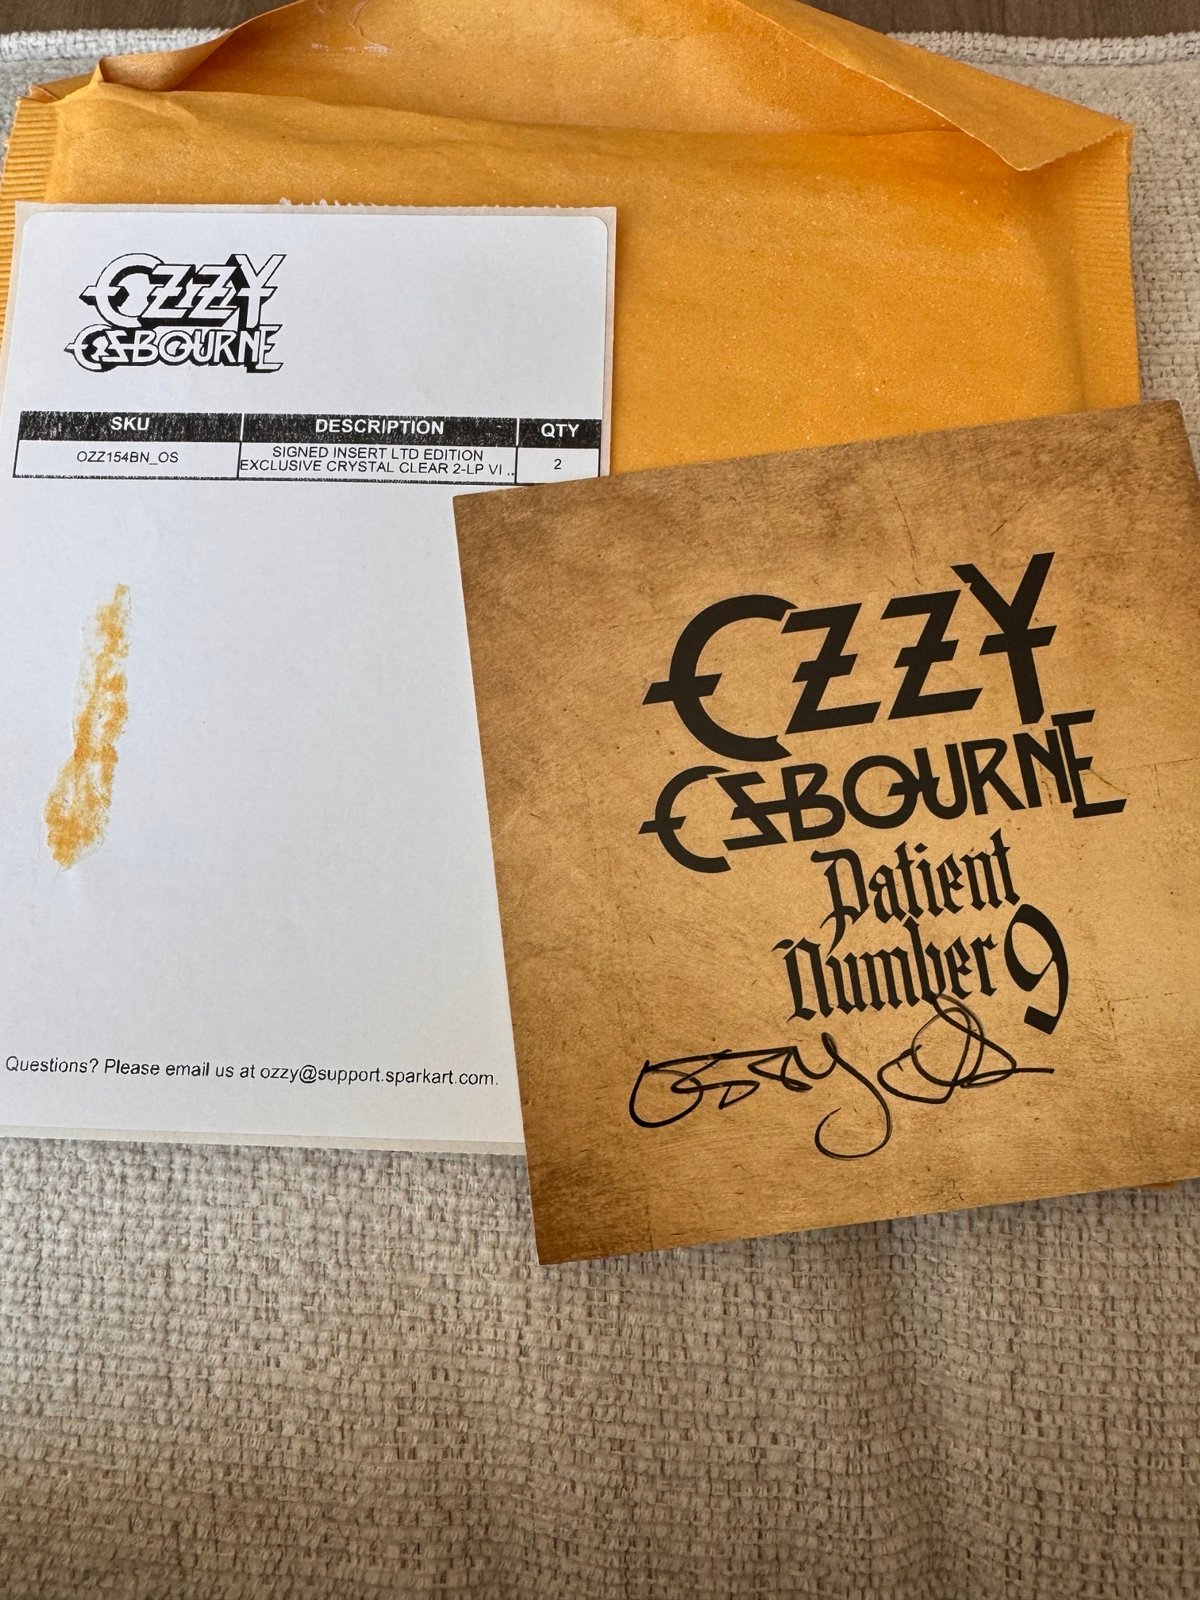 OZZY
OSBOURNE
SKU DESCRIPTION QTY
OZZ154BN_OS SIGNED INSERT LTD EDITION 2
EXCLUSIVE CRYSTAL CLEAR 2-LP VI ..
Questions? Please email us at ozzy@support.sparkart.com.
OZZY
OSBOURNE
Patient
Number 9
Ozzy O